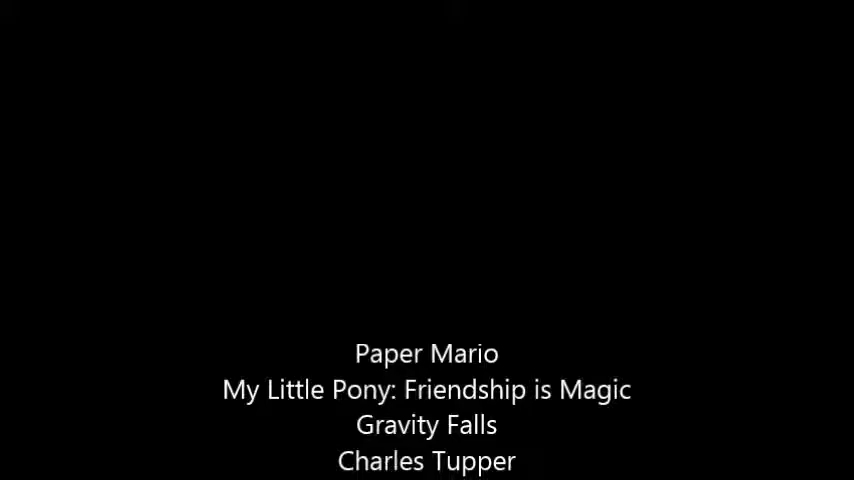 Paper Mario
My Little Pony: Friendship is Magic
Gravity Falls
Charles Tupper